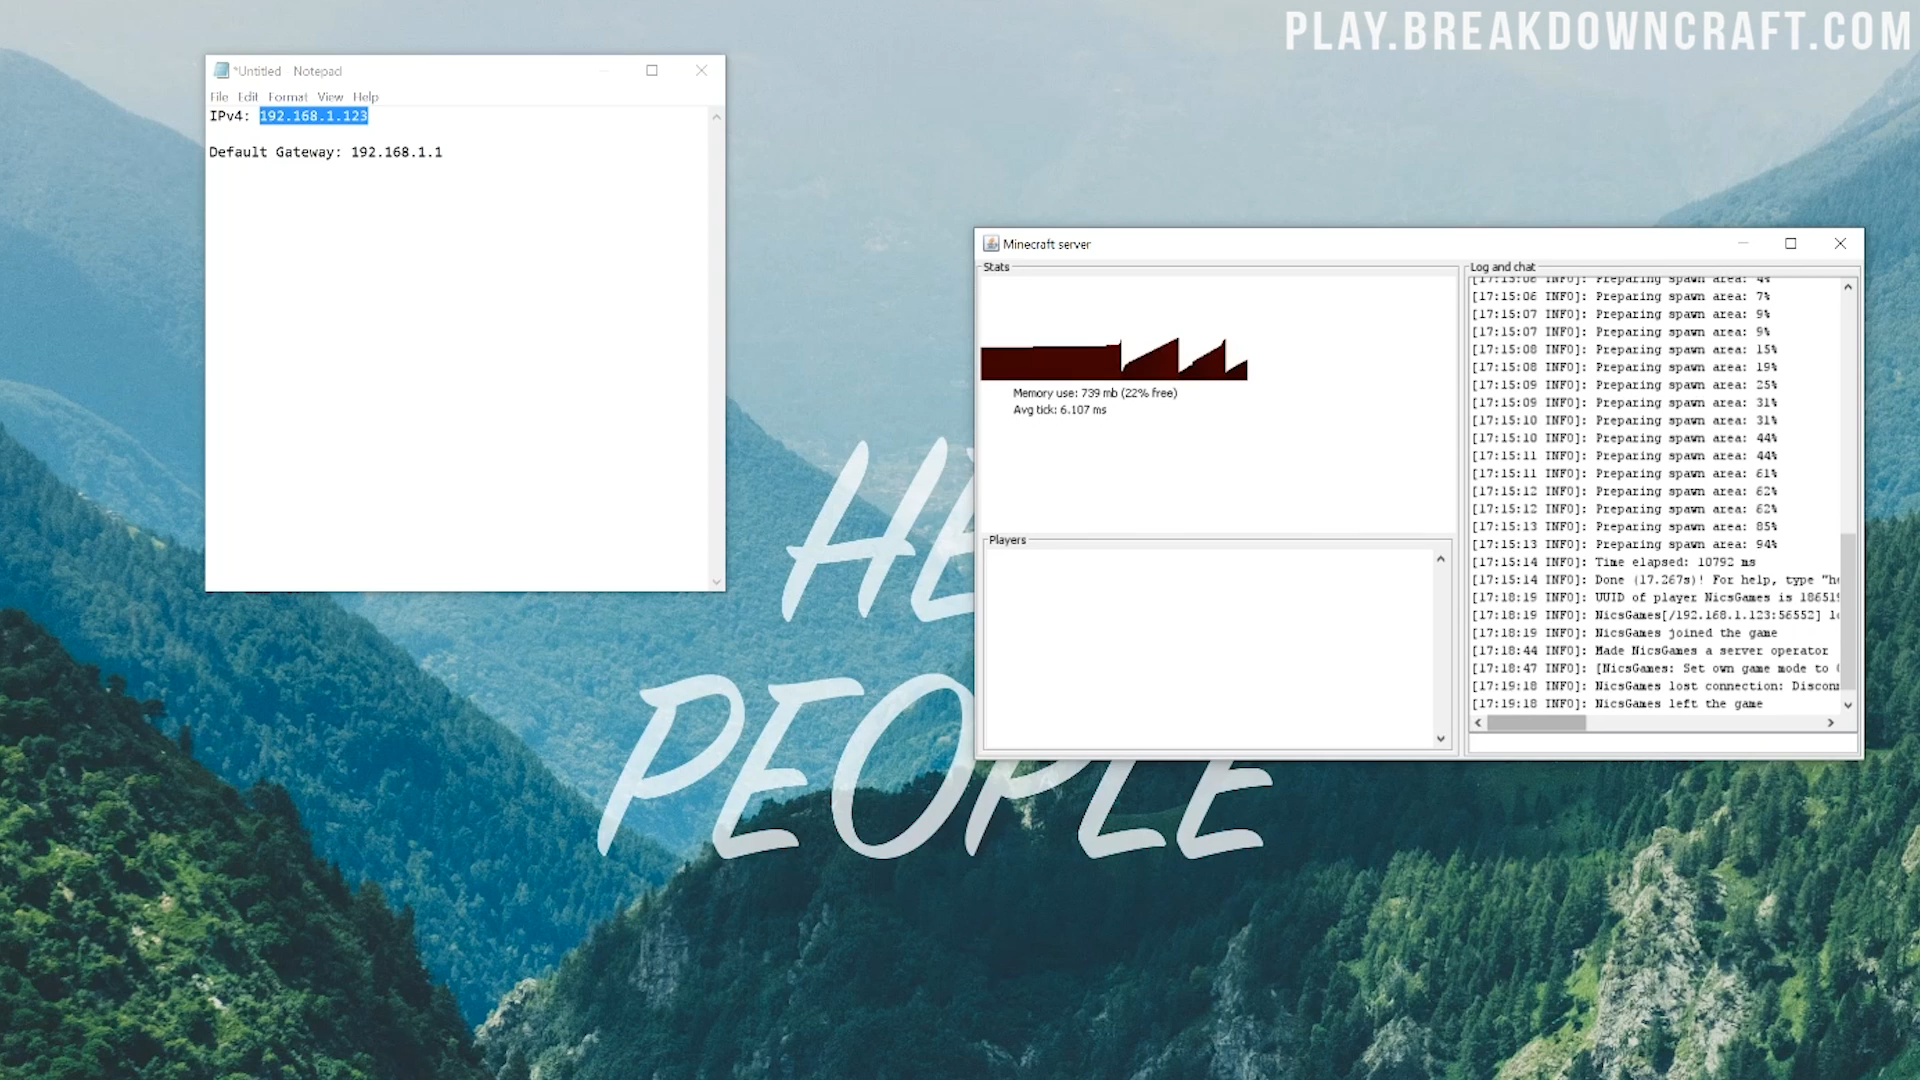 PLAY.BREAKDOWNCRAFT.COM
*Untitled - Notepad
File Edit Format View Help
IPv4: 192.168.1.123
Default Gateway: 192.168.1.1
Minecraft server
Stats
Memory use: 739 mb (22% free)
Avg tick: 6.107 ms
Players
Log and chat
[17:15:06 INFO]: Preparing spawn area: 4%
[17:15:06 INFO]: Preparing spawn area: 7%
[17:15:07 INFO]: Preparing spawn area: 9%
[17:15:07 INFO]: Preparing spawn area: 9%
[17:15:08 INFO]: Preparing spawn area: 15%
[17:15:08 INFO]: Preparing spawn area: 19%
[17:15:09 INFO]: Preparing spawn area: 25%
[17:15:09 INFO]: Preparing spawn area: 31%
[17:15:10 INFO]: Preparing spawn area: 31%
[17:15:10 INFO]: Preparing spawn area: 44%
[17:15:11 INFO]: Preparing spawn area: 44%
[17:15:11 INFO]: Preparing spawn area: 61%
[17:15:12 INFO]: Preparing spawn area: 62%
[17:15:12 INFO]: Preparing spawn area: 62%
[17:15:13 INFO]: Preparing spawn area: 85%
[17:15:13 INFO]: Preparing spawn area: 94%
[17:15:14 INFO]: Time elapsed: 10792 ms
[17:15:14 INFO]: Done (17.267s)! For help, type "he
[17:18:19 INFO]: UUID of player NicsGames is 186519
[17:18:19 INFO]: NicsGames[/192.168.1.123:56552] lo
[17:18:19 INFO]: NicsGames joined the game
[17:18:44 INFO]: Made NicsGames a server operator
[17:18:47 INFO]: [NicsGames: Set own game mode to
[17:19:18 INFO]: NicsGames lost connection: Discon
[17:19:18 INFO]: NicsGames left the game
PEOPLE